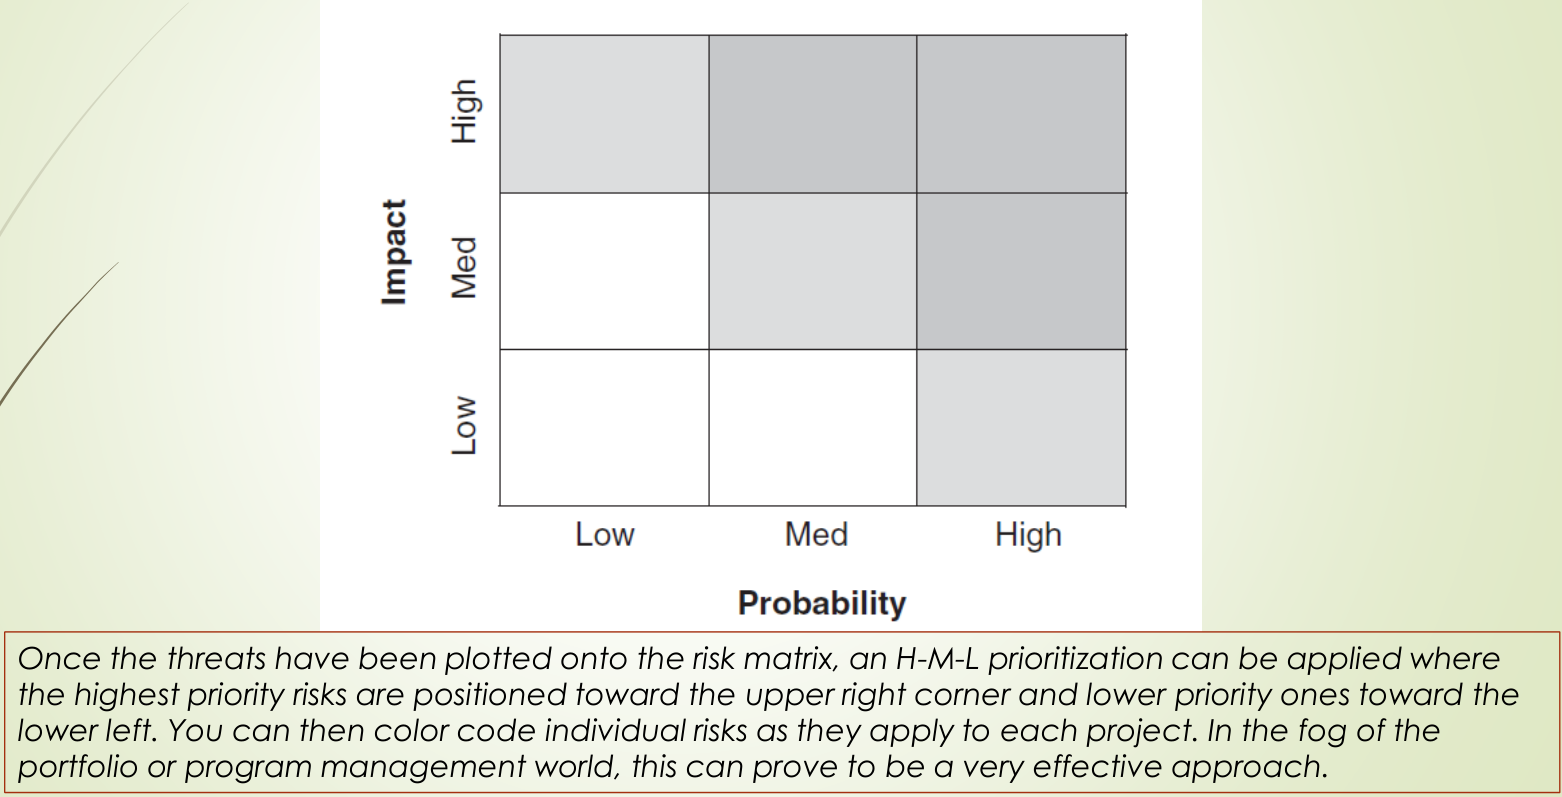 High
Med
Low
Impact
Low Med High
Probability
Once the threats have been plotted onto the risk matrix, an H-M-L prioritization can be applied where
the highest priority risks are positioned toward the upper right corner and lower priority ones toward the
lower left. You can then color code individual risks as they apply to each project. In the fog of the
portfolio or program management world, this can prove to be a very effective approach.